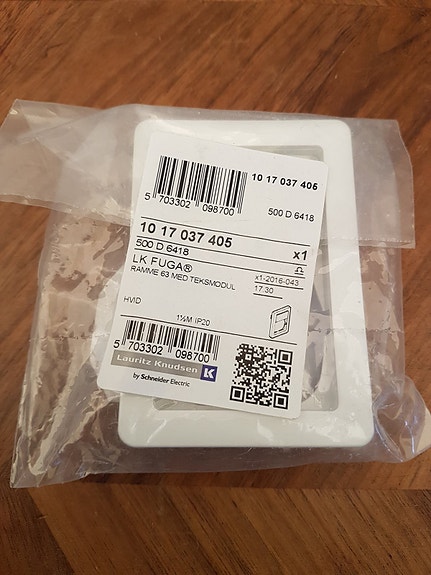 10 17 037 405
5 703302 098700
500 D 6418
10 17 037 405
x1
500 D 6418
LK FUGA®
x1-2016-043
RAMME 63 MED TEKSMODUL
17.30
HVID
1½M IP20
5 703302 098700
Lauritz Knudsen LK
by Schneider Electric